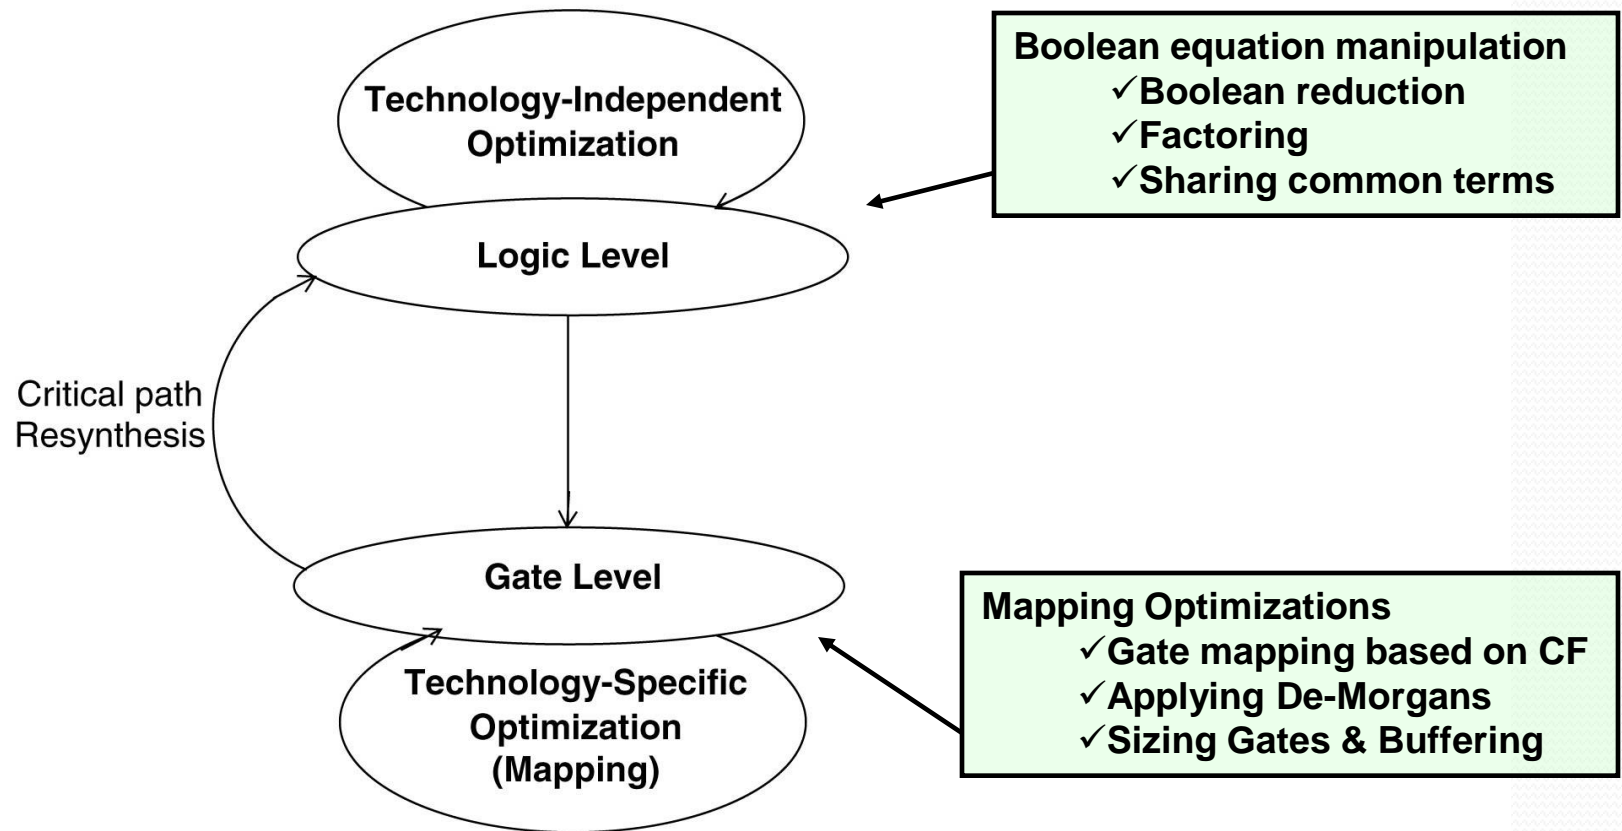 Technology-Independent
Optimization
Logic Level
Critical path
Resynthesis
Gate Level
Technology-Specific
Optimization
(Mapping)
Boolean equation manipulation
✓Boolean reduction
✓Factoring
✓Sharing common terms
Mapping Optimizations
✓Gate mapping based on CF
✓Applying De-Morgans
✓Sizing Gates & Buffering